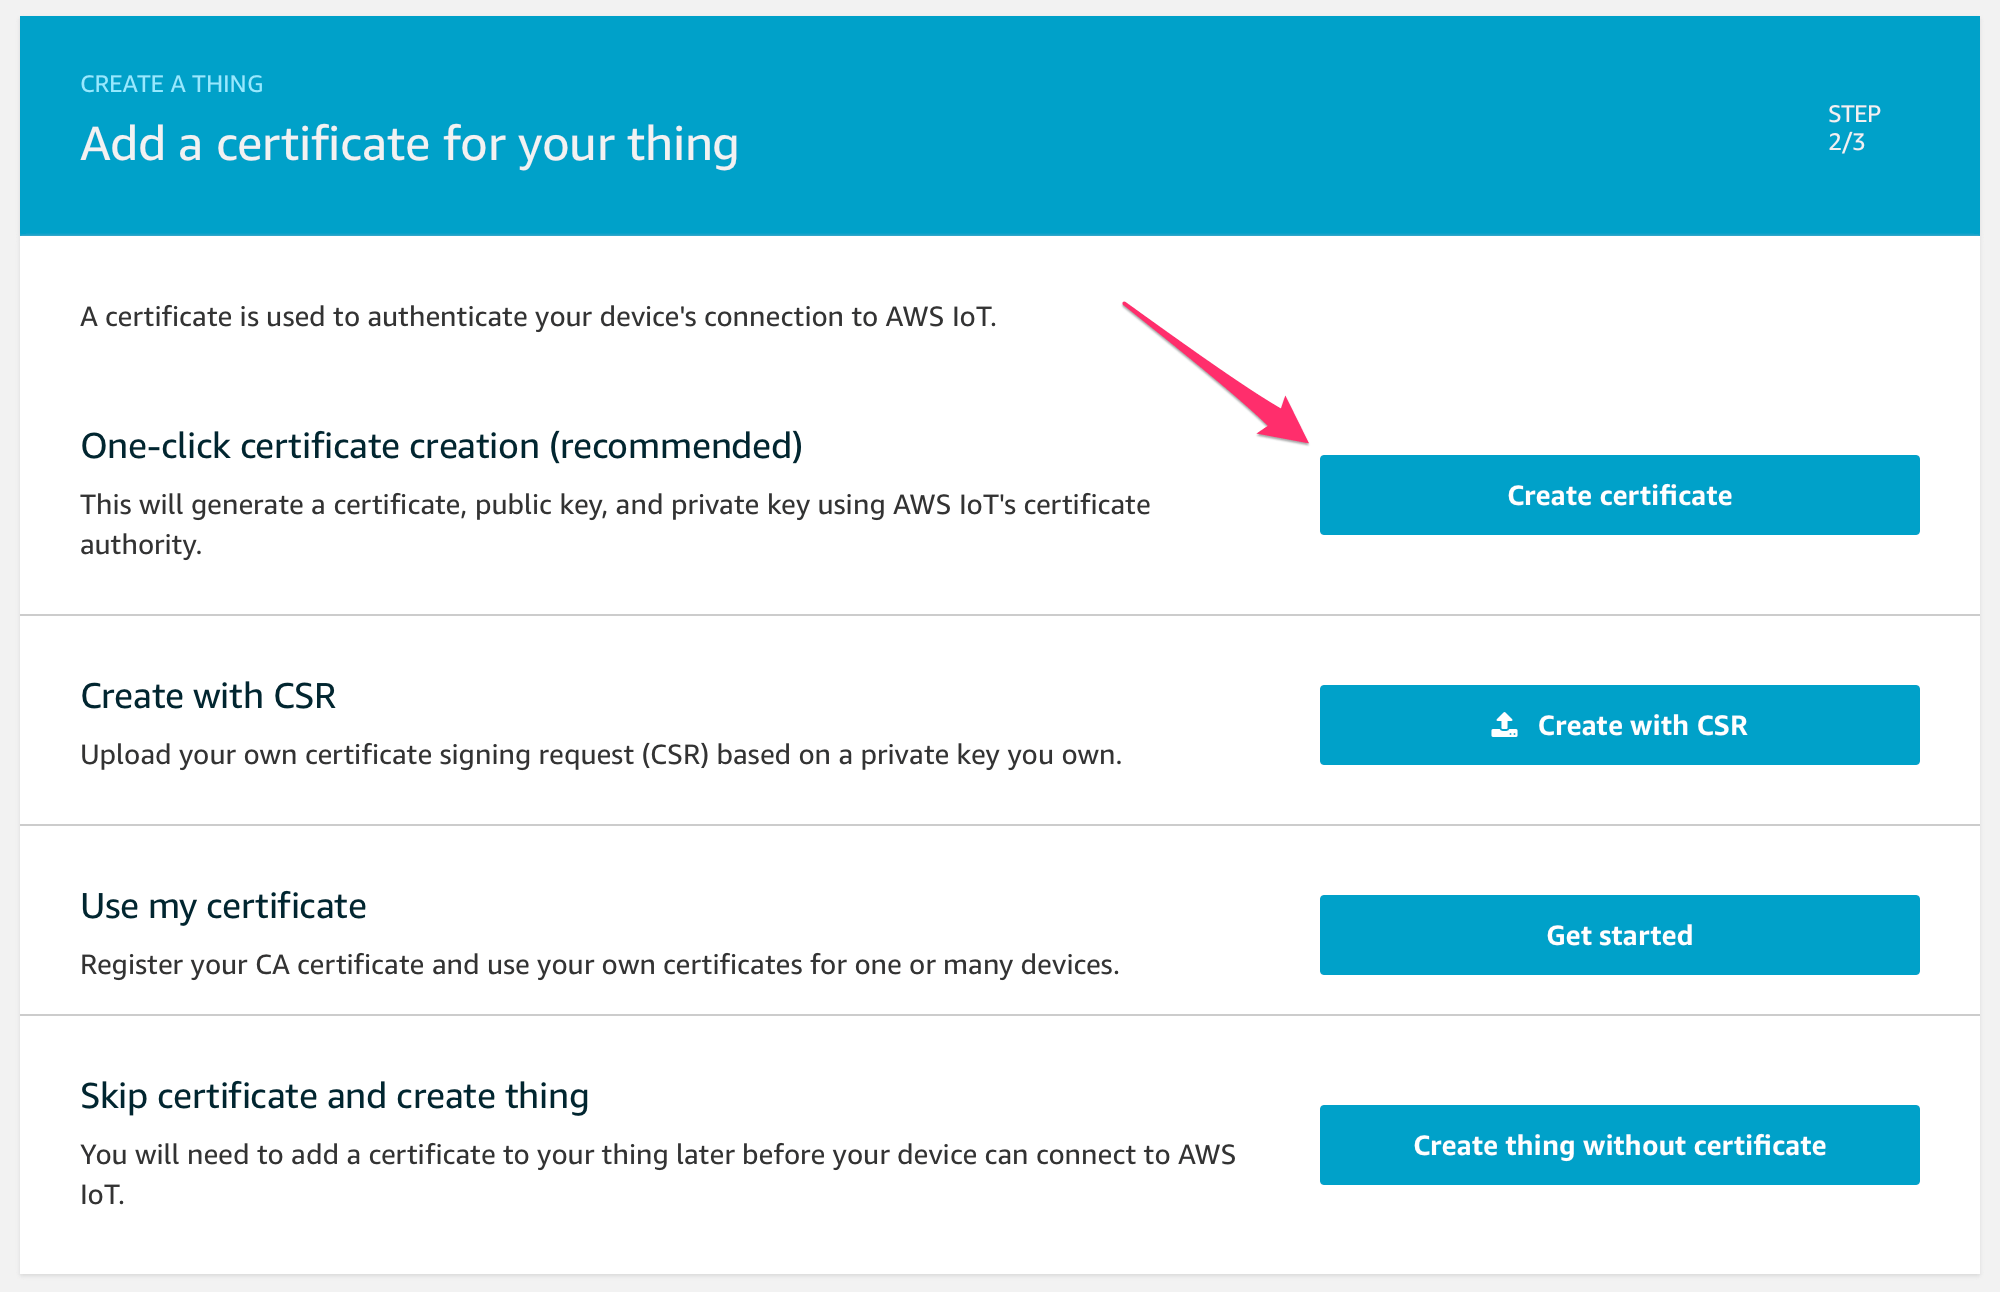 CREATE A THING
Add a certificate for your thing
STEP
2/3
A certificate is used to authenticate your device's connection to AWS IoT.
One-click certificate creation (recommended)
This will generate a certificate, public key, and private key using AWS IoT's certificate
authority.
Create certificate
Create with CSR
Upload your own certificate signing request (CSR) based on a private key you own.
Create with CSR
Use my certificate
Register your CA certificate and use your own certificates for one or many devices.
Get started
Skip certificate and create thing
You will need to add a certificate to your thing later before your device can connect to AWS
IoT.
Create thing without certificate